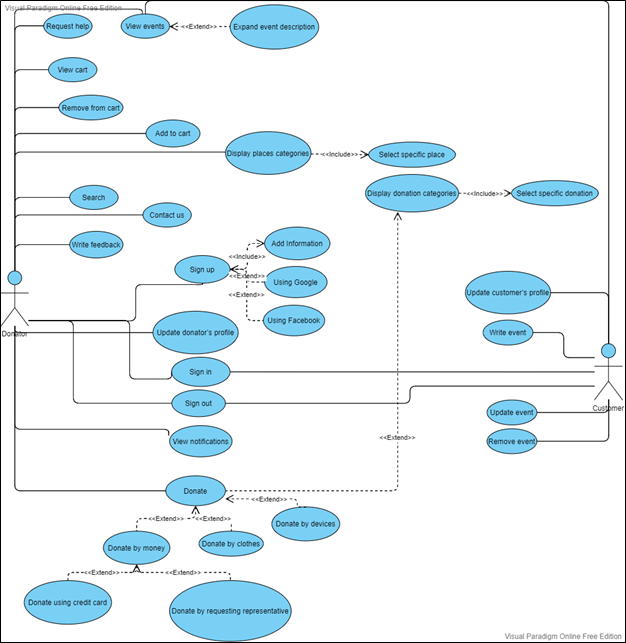 Visual Paradigm Online Free Edition
Request help
View events
<<Extend>>
Expand event description
View cart
Remove from cart
Add to cart
Display places categories
<<Include>>
Select specific place
Display donation categories
<<Include>>
Select specific donation
Search
Contact us
Write feedback
Add Information
<<Include>>
Sign up
<<Extend>>
Using Google
<<Extend>>
Using Facebook
Update customer's profile
Donator
Update donator's profile
Write event
Sign in
Customer
Sign out
Update event
<<Extend>>
View notifications
Remove event
Donate
<<Extend>>
<<Extend>>
<<Extend>>
Donate by devices
Donate by money
Donate by clothes
<<Extend>>
<<Extend>>
Donate using credit card
Donate by requesting representative
Visual Paradigm Online Free Edition